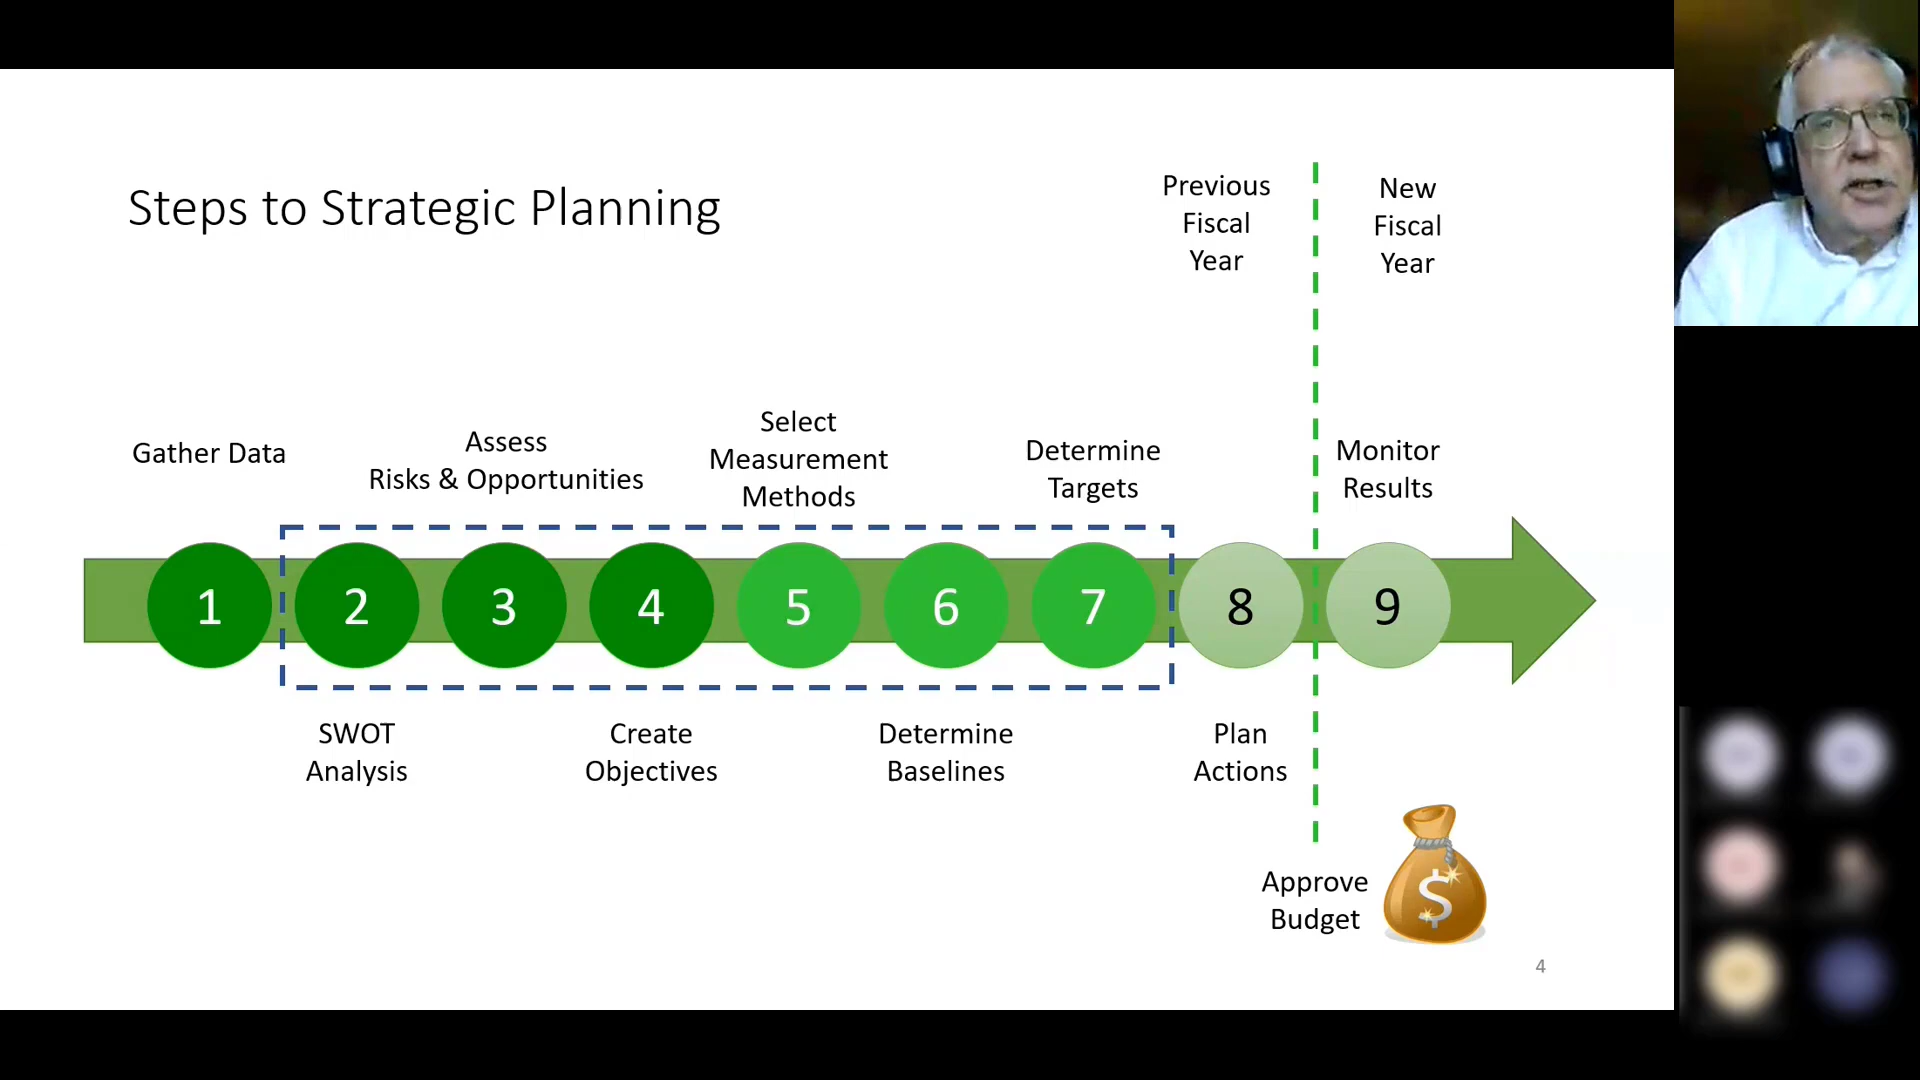 Steps to Strategic Planning
Previous
Fiscal
Year
New
Fiscal
Year
Gather Data
Assess
Risks & Opportunities
Select
Measurement
Methods
Determine
Targets
Monitor
Results
1
2
3
4
5
6
7
8
9
SWOT
Analysis
Create
Objectives
Determine
Baselines
Plan
Actions
Approve
Budget
$
4